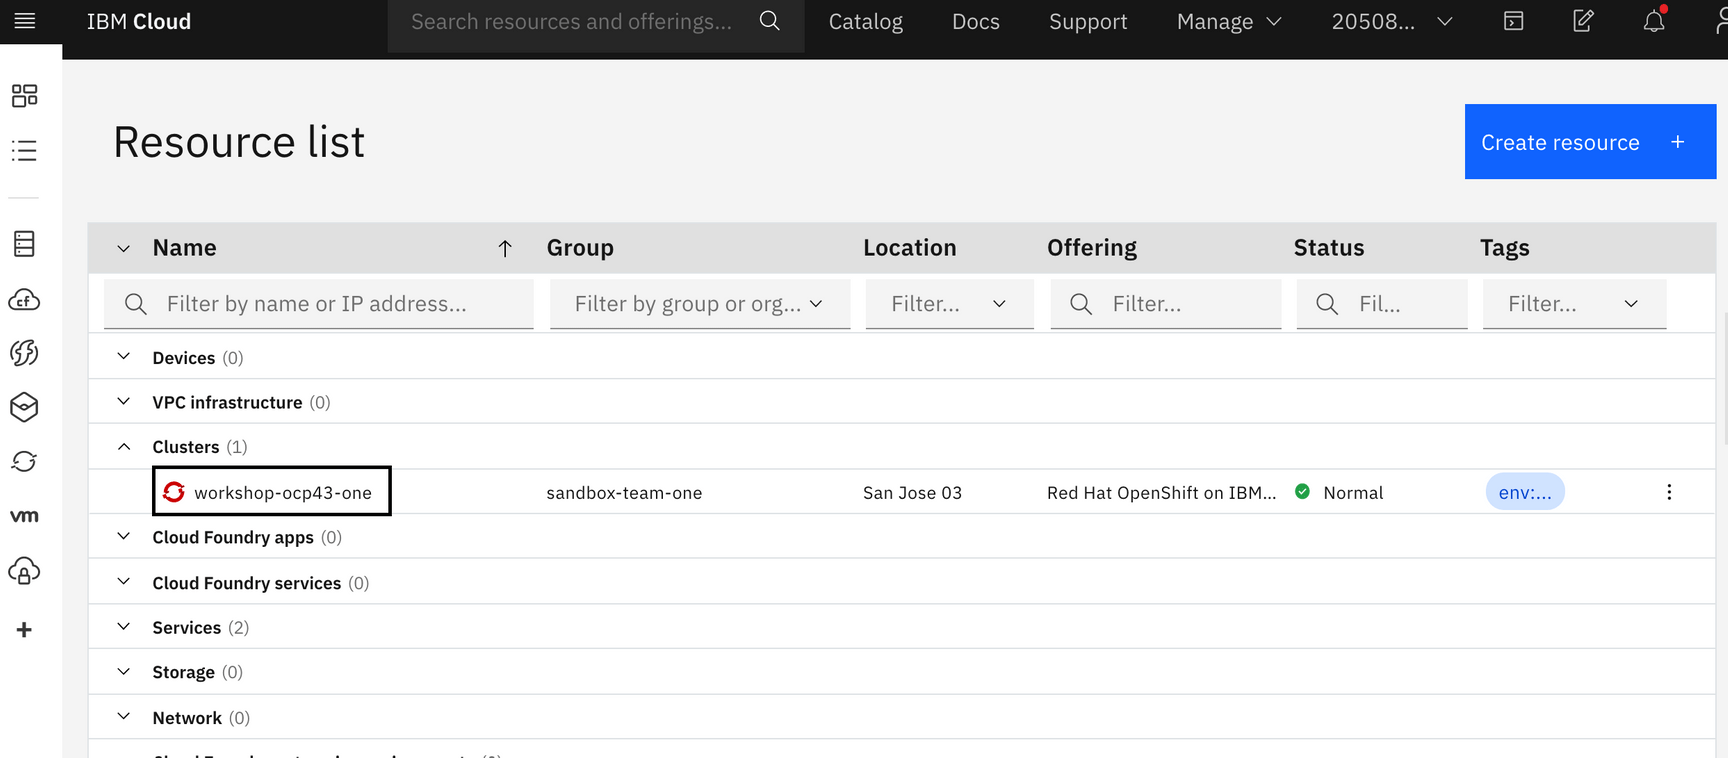 IBM Cloud Search resources and offerings... Catalog Docs Support Manage 20508...
Resource list
Create resource +
Name Group Location Offering Status Tags
Filter by name or IP address... Filter by group or org... Filter... Filter... Fil... Filter...
Devices (0)
VPC infrastructure (0)
Clusters (1)
workshop-ocp43-one sandbox-team-one San Jose 03 Red Hat OpenShift on IBM... Normal env:...
cf
Cloud Foundry apps (0)
vm
Cloud Foundry services (0)
Services (2)
Storage (0)
Network (0)